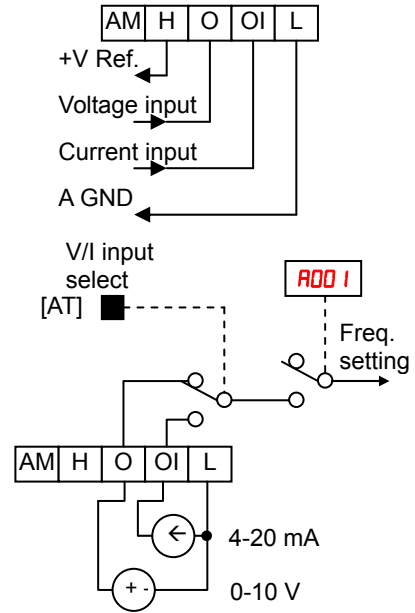 AM H O OI L
+V Ref.
Voltage input
Current input
A GND
V/I input
select
[AT]
A001
Freq.
setting
AM H O OI L
4-20 mA
+ -
0-10 V